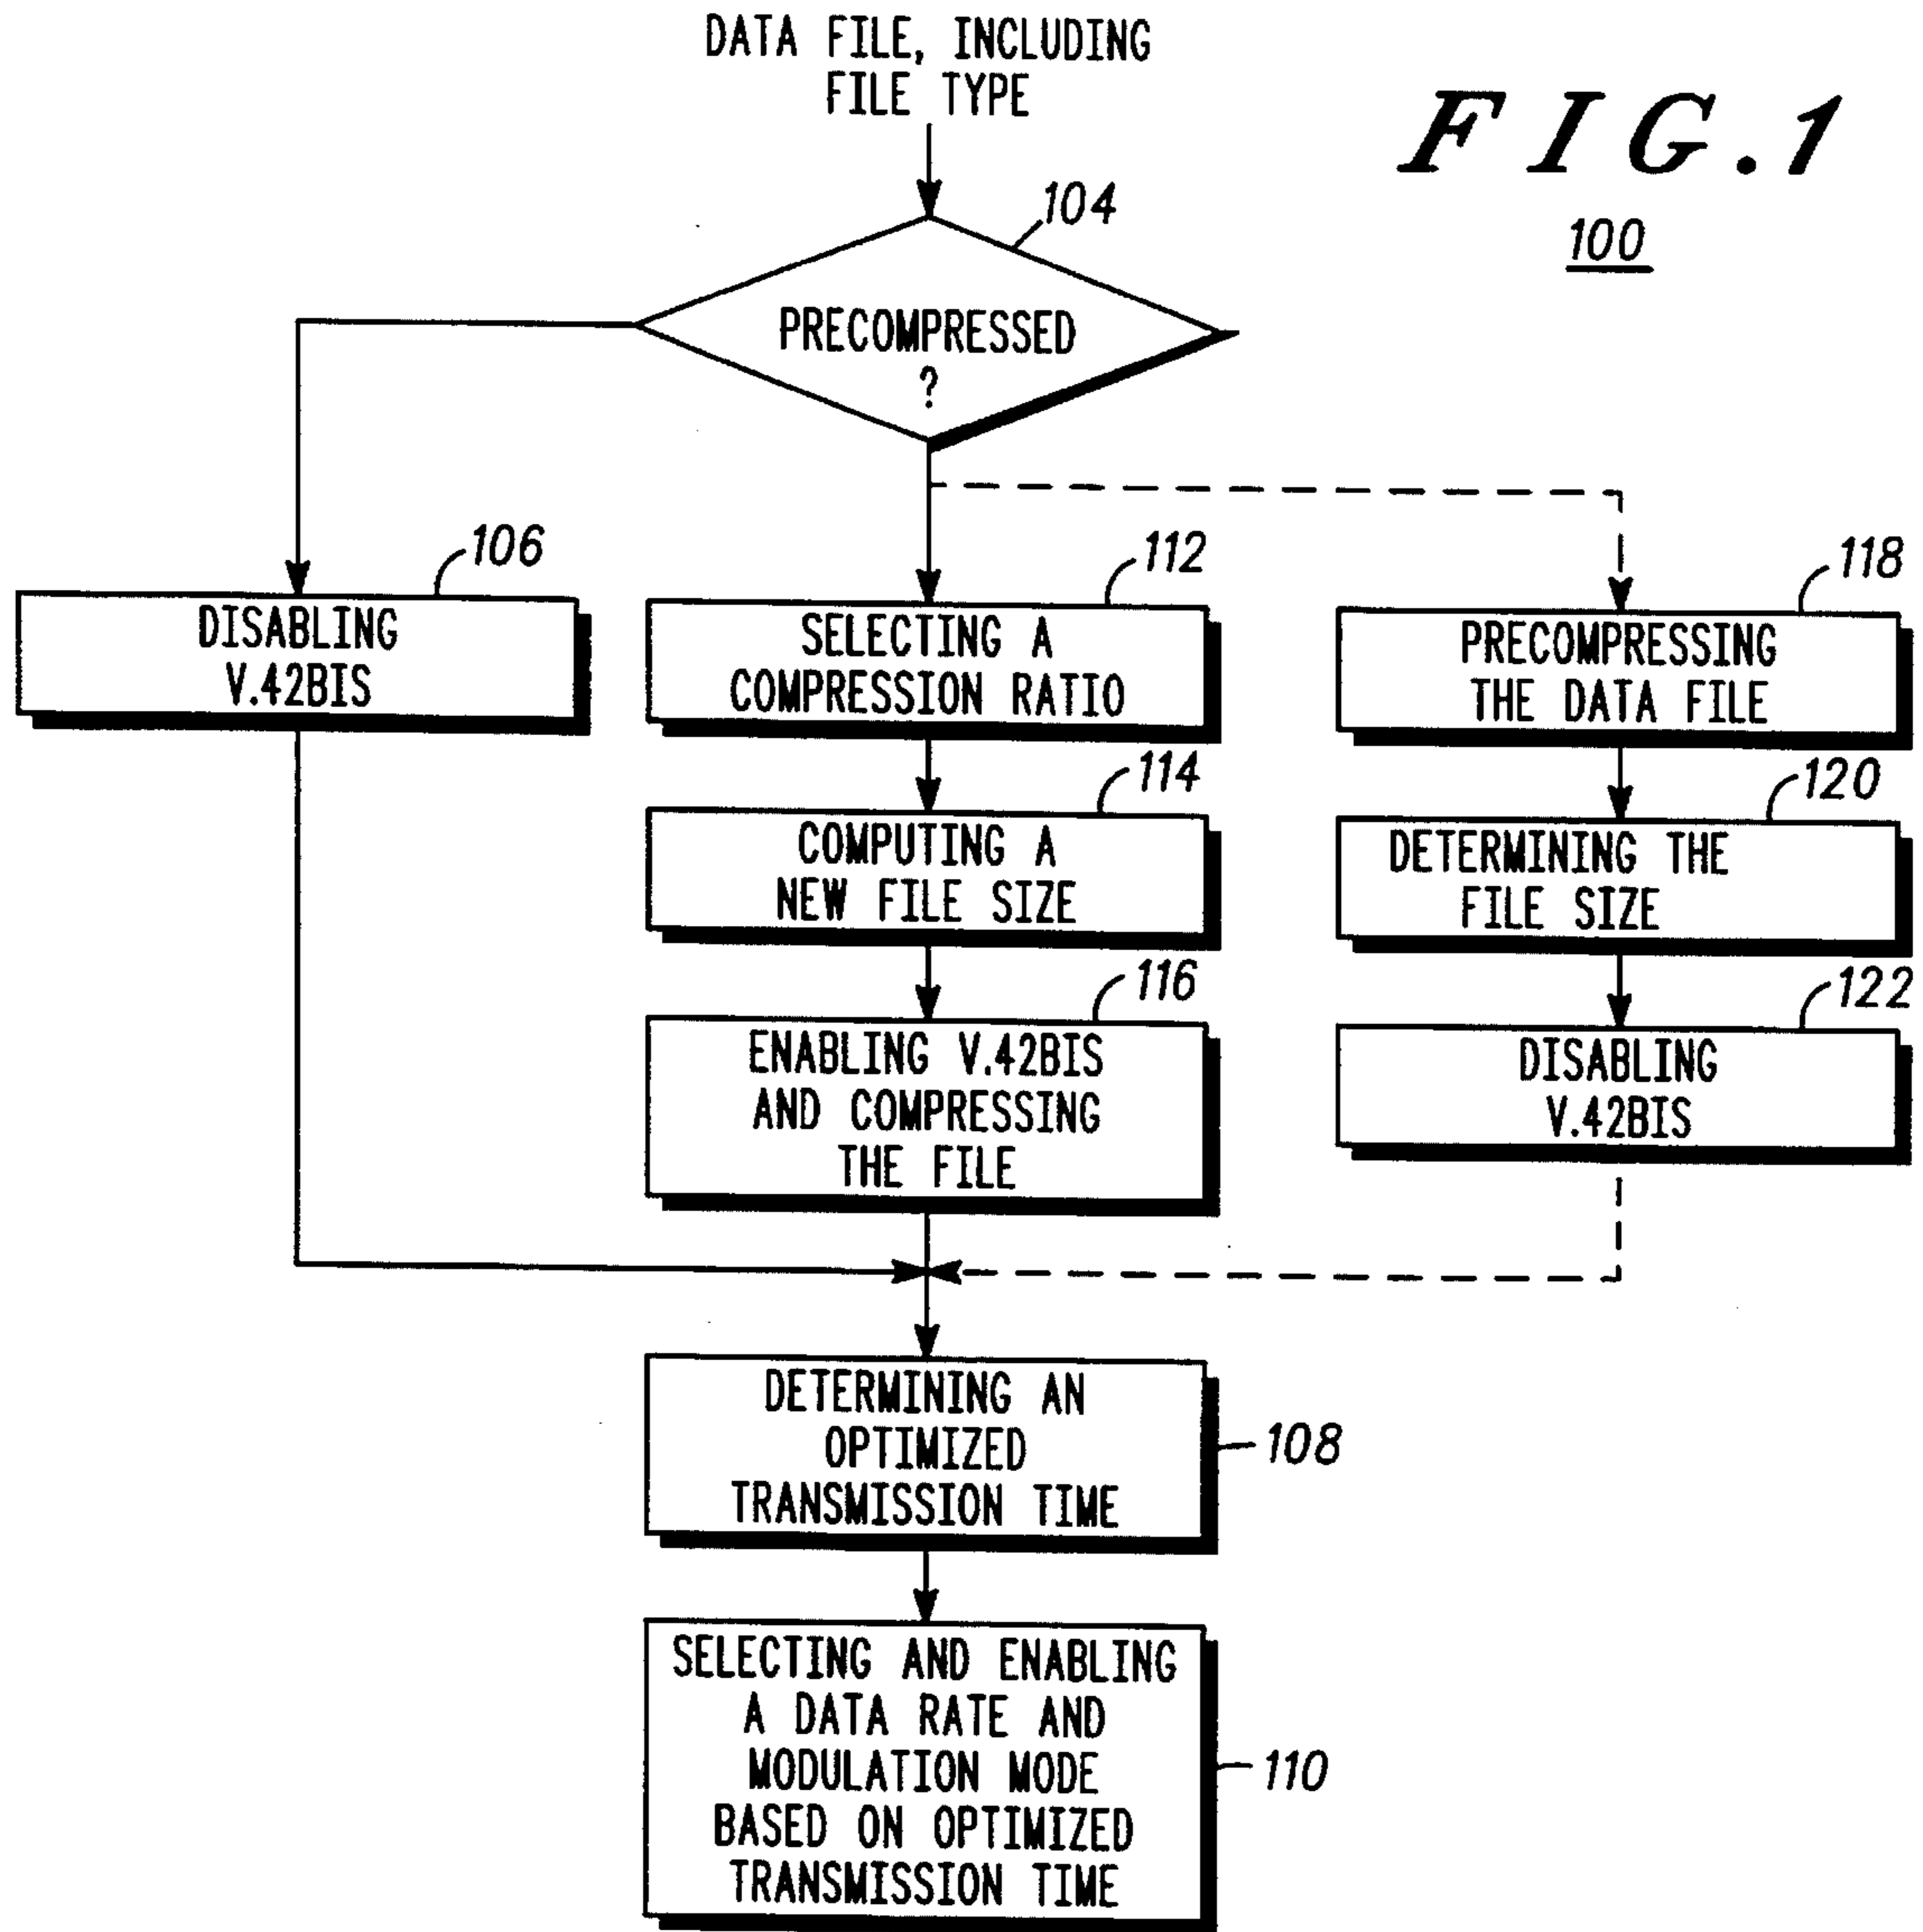 DATA FILE, INCLUDING
FILE TYPE
FIG.1
100
104
PRECOMPRESSED
?
106
DISABLING
V.42BIS
112
SELECTING A
COMPRESSION RATIO
118
PRECOMPRESSING
THE DATA FILE
114
COMPUTING A
NEW FILE SIZE
120
DETERMINING THE
FILE SIZE
116
ENABLING V.42BIS
AND COMPRESSING
THE FILE
122
DISABLING
V.42BIS
DETERMINING AN
OPTIMIZED
TRANSMISSION TIME
108
SELECTING AND ENABLING
A DATA RATE AND
MODULATION MODE
BASED ON OPTIMIZED
TRANSMISSION TIME
110